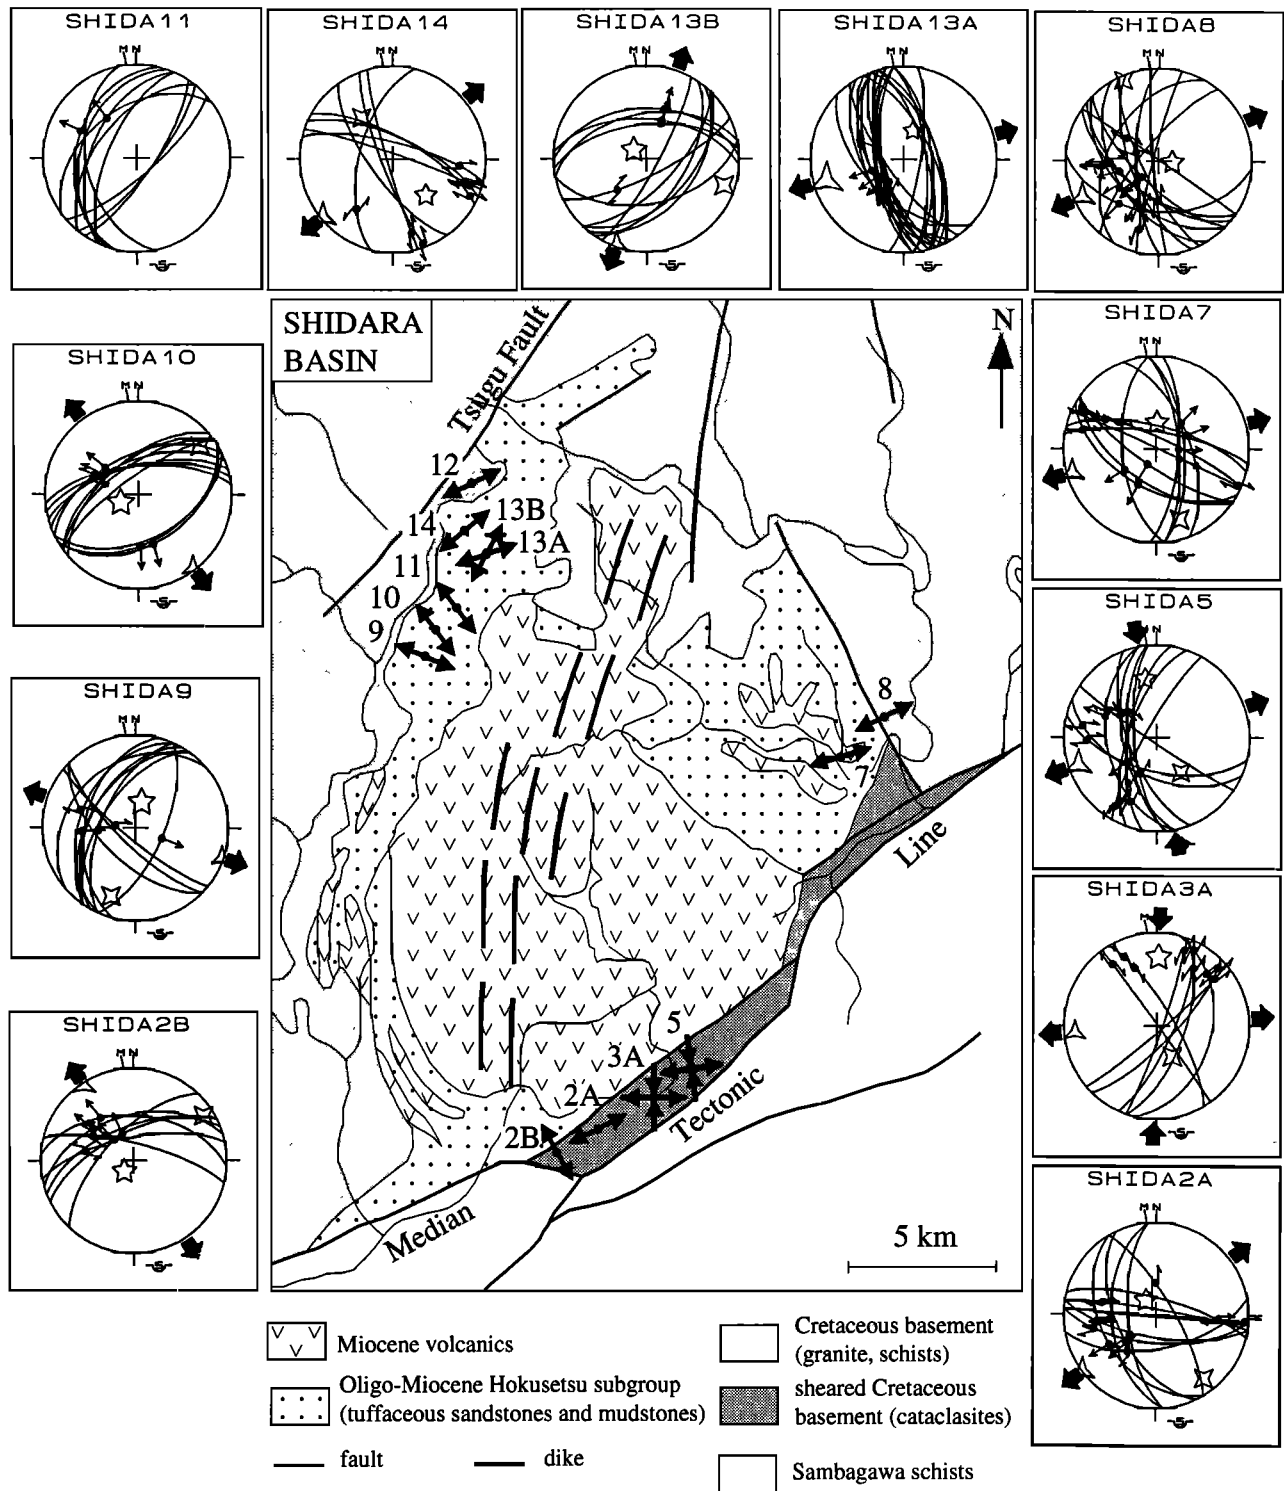 SHIDA11
SHIDA14
SHIDA13B
SHIDA13A
SHIDA8
M N
M N
M N
M N
M N
S
S
S
S
S
SHIDARA
BASIN
Tsugu Fault
N
SHIDA7
M N
S
SHIDA10
M N
S
12
14
13B
13A
11
10
9
8
7
SHIDA5
M N
S
SHIDA9
M N
S
Line
SHIDA3A
M N
S
5
3A
2A
2B
Tectonic
Median
5 km
SHIDA2B
M N
S
SHIDA2A
M N
S
Miocene volcanics
Oligo-Miocene Hokusetsu subgroup
(tuffaceous sandstones and mudstones)
fault
dike
Cretaceous basement
(granite, schists)
sheared Cretaceous
basement (cataclasites)
Sambagawa schists